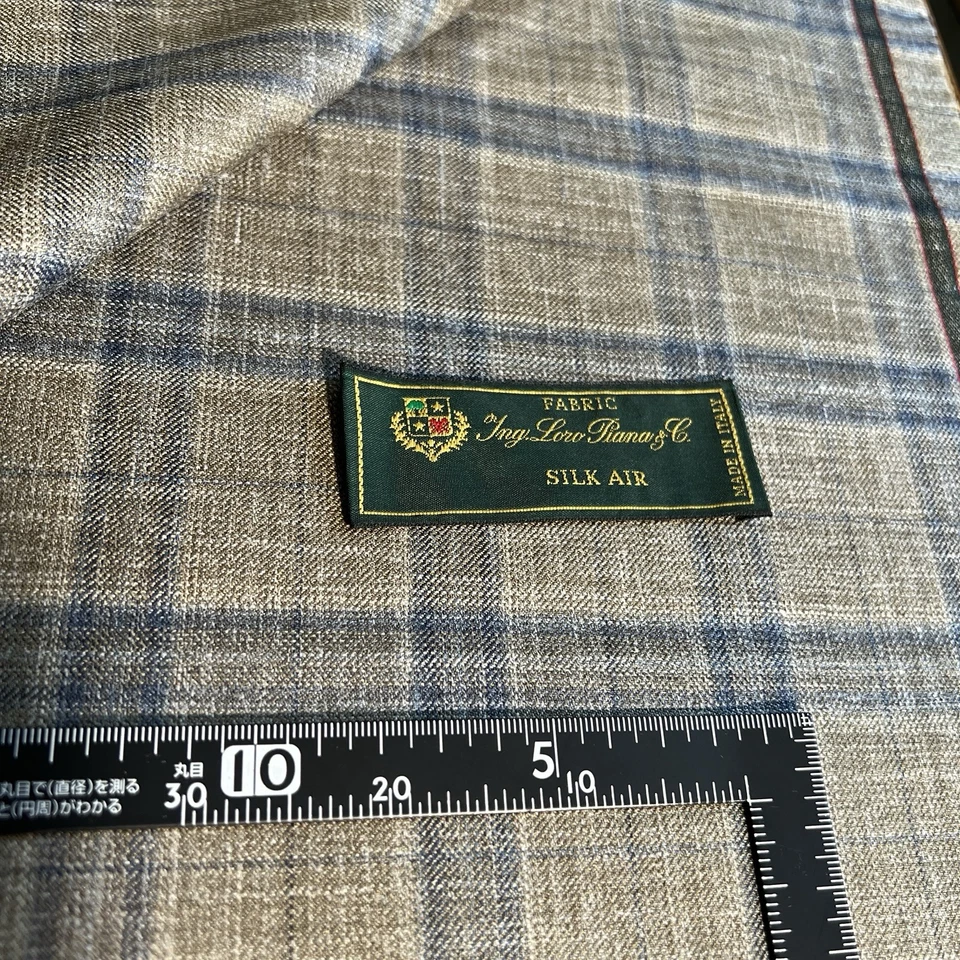 FABRIC
Ing. Loro Piana & C.
SILK AIR
MADE IN ITALY
5
10
丸目
30
20
10
丸目で(直径)を測る
と(円周)がわかる